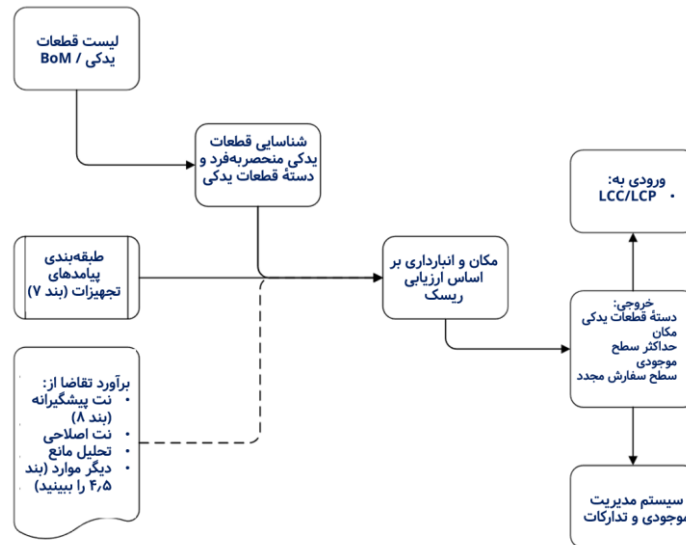 لیست قطعات
یدکی / BoM
شناسایی قطعات
یدکی منحصربه‌فرد و
دستهٔ قطعات یدکی
طبقه‌بندی
پیامدهای
تجهیزات (بند ۷)
برآورد تقاضا از:
• نت پیشگیرانه
(بند ۸)
• نت اصلاحی
• تحلیل مانع
• دیگر موارد (بند
۴٫۵ را ببینید)
مکان و انبارداری بر
اساس ارزیابی
ریسک
ورودی به:
• LCC/LCP
خروجی:
دستهٔ قطعات یدکی
مکان
حداکثر سطح
موجودی
سطح سفارش مجدد
سیستم مدیریت
موجودی و تدارکات